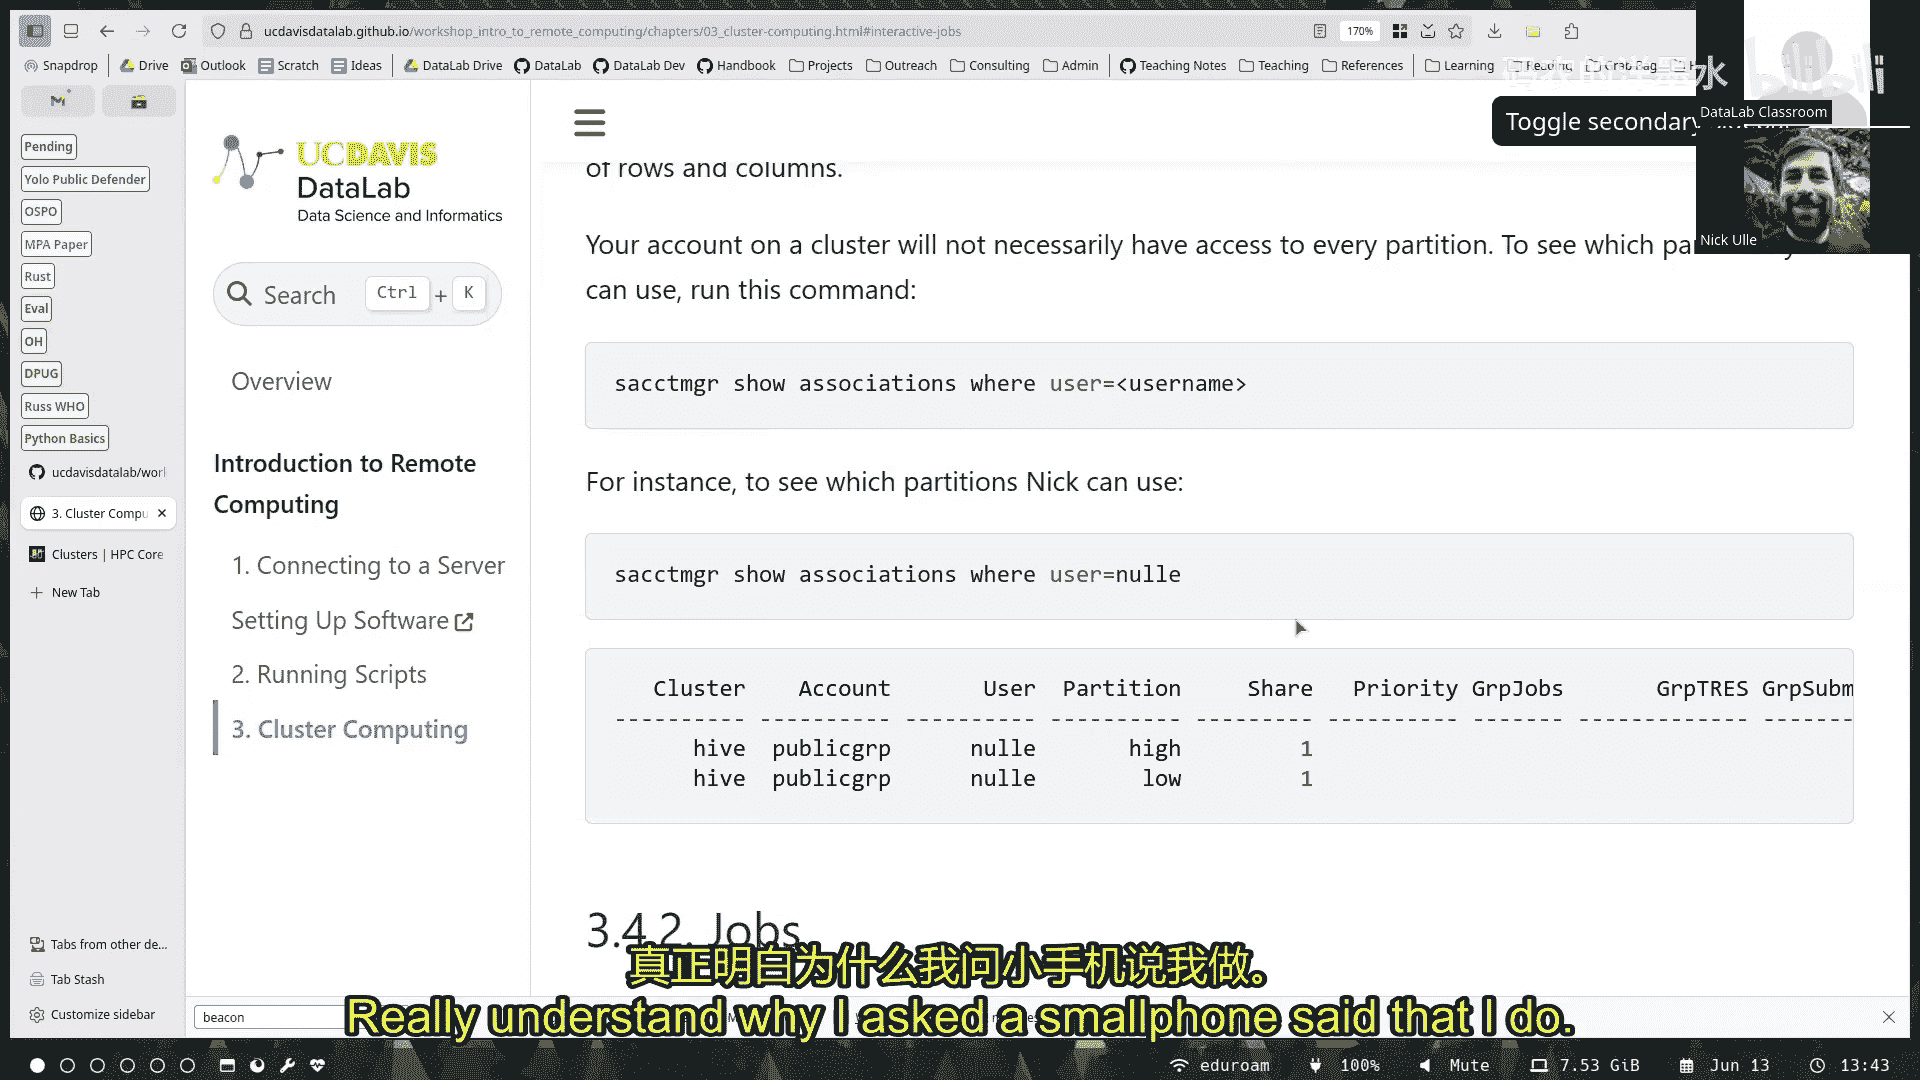 ucdavisdatalab.github.io/workshop_intro_to_remote_computing/chapters/03_cluster-computing.html#interactive-jobs
170%
Snapdrop
Drive
Outlook
Scratch
Ideas
DataLab Drive
DataLab
DataLab Dev
Handbook
Projects
Outreach
Consulting
Admin
Teaching Notes
Teaching
References
Learning
bilibili
DataLab Classroom
Nick Ulle
Toggle secondary
Pending
Yolo Public Defender
OSPO
MPA Paper
Rust
Eval
OH
DPUG
Russ WHO
Python Basics
ucdavisdatalab/wor
3. Cluster Compu
Clusters | HPC Core
New Tab
Tabs from other de...
Tab Stash
Customize sidebar
UCDAVIS
DataLab
Data Science and Informatics
Search Ctrl + K
Overview
Introduction to Remote
Computing
1. Connecting to a Server
Setting Up Software
2. Running Scripts
3. Cluster Computing
of rows and columns.
Your account on a cluster will not necessarily have access to every partition. To see which pa
can use, run this command:
sacctmgr show associations where user=<username>
For instance, to see which partitions Nick can use:
sacctmgr show associations where user=nulle
Cluster Account User Partition Share Priority GrpJobs GrpTRES GrpSubm
---------- ---------- ---------- ---------- --------- ---------- ------- ------------- -------
hive publicgrp nulle high 1
hive publicgrp nulle low 1
3.4.2. Jobs
beacon
真正明白为什么我问小手机说我做。
Really understand why I asked a small phone said that I do.
eduroam
100%
Mute
7.53 GiB
Jun 13
13:43